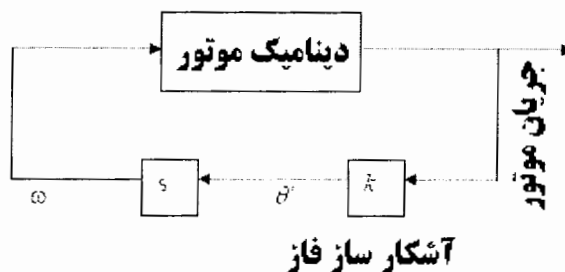 دینامیک موتور
جریان موتور
s
k
ω
θ'
آشکار ساز فاز